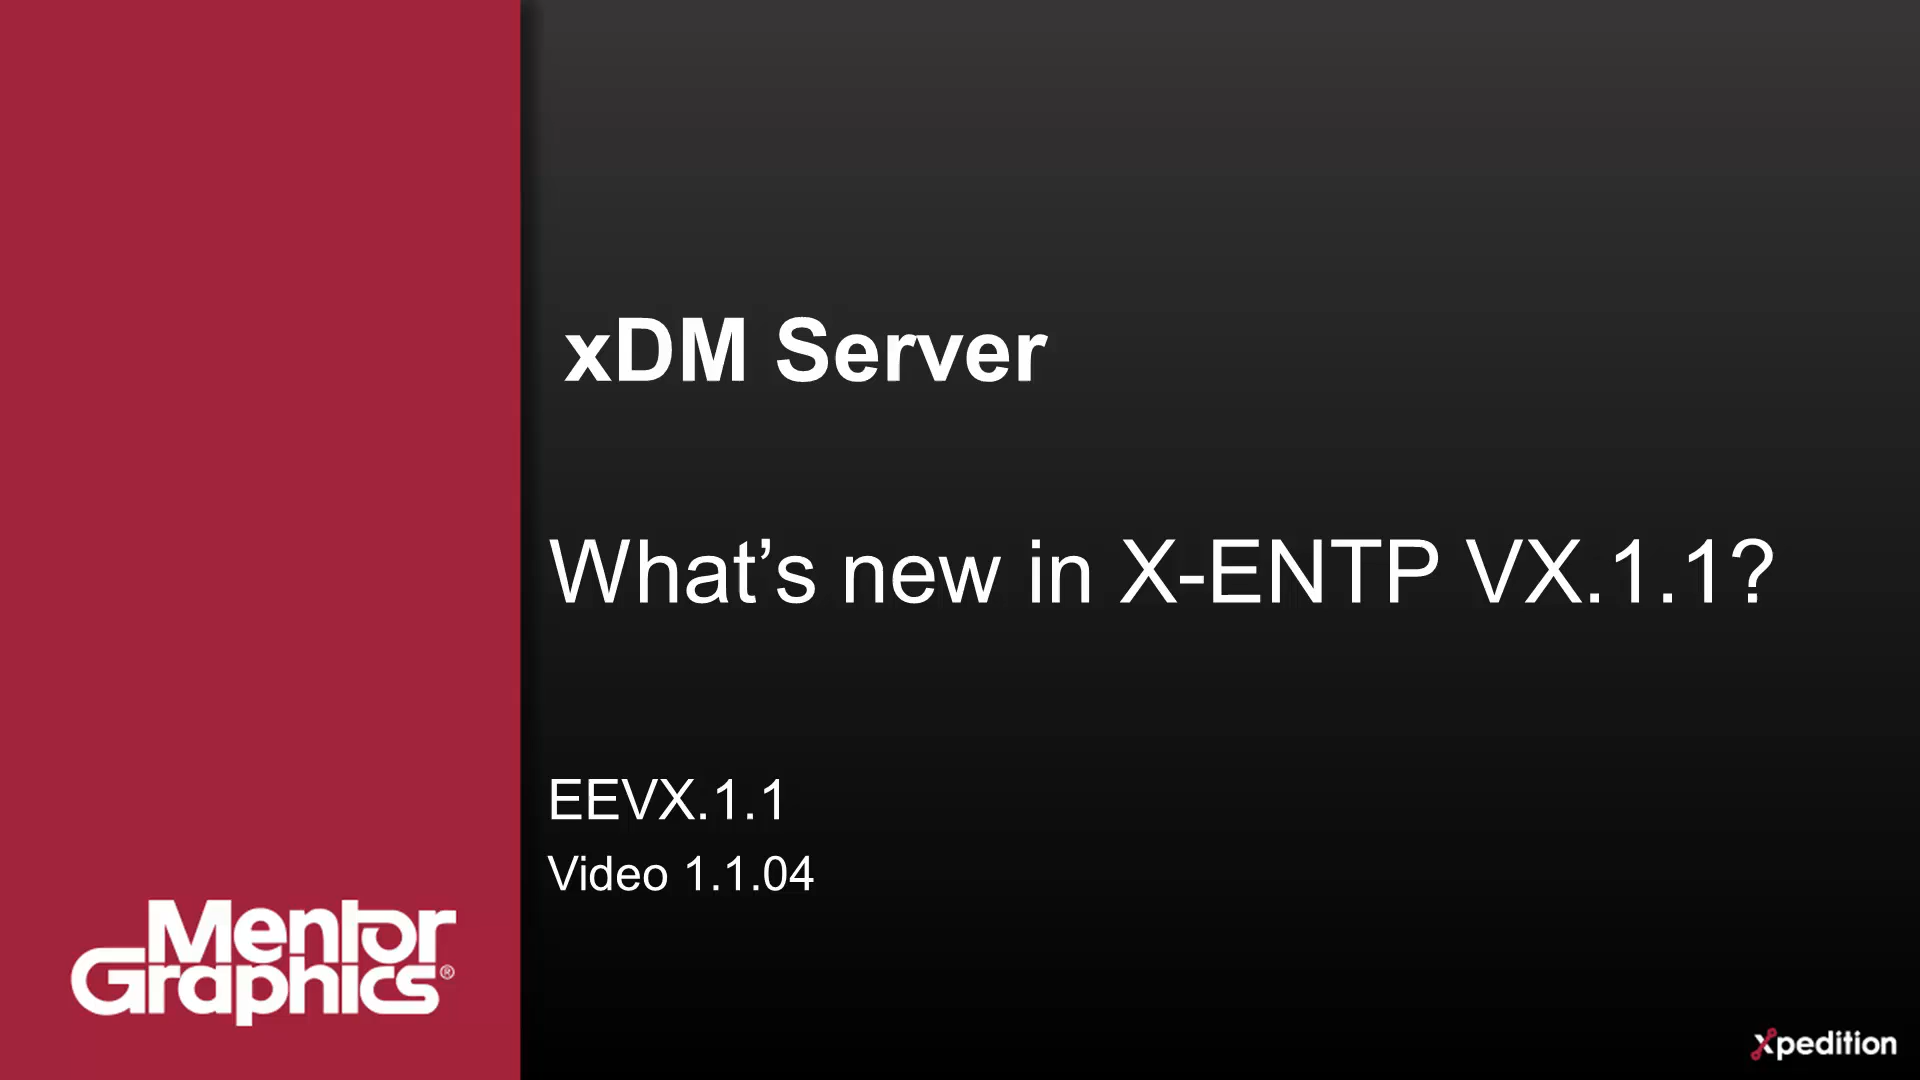 xDM Server
What’s new in X-ENTP VX.1.1?
EEVX.1.1
Video 1.1.04
Mentor
Graphics®
Xpedition